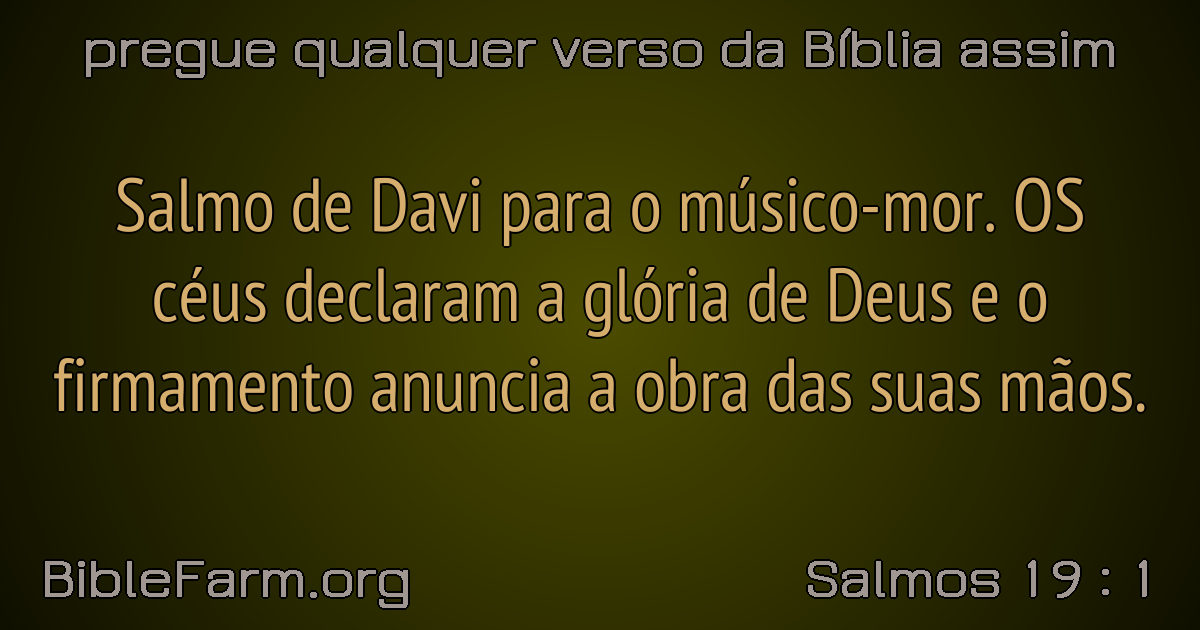 pregue qualquer verso da Bíblia assim
Salmo de Davi para o músico-mor. OS
céus declaram a glória de Deus e o
firmamento anuncia a obra das suas mãos.
BibleFarm.org
Salmos 19 : 1